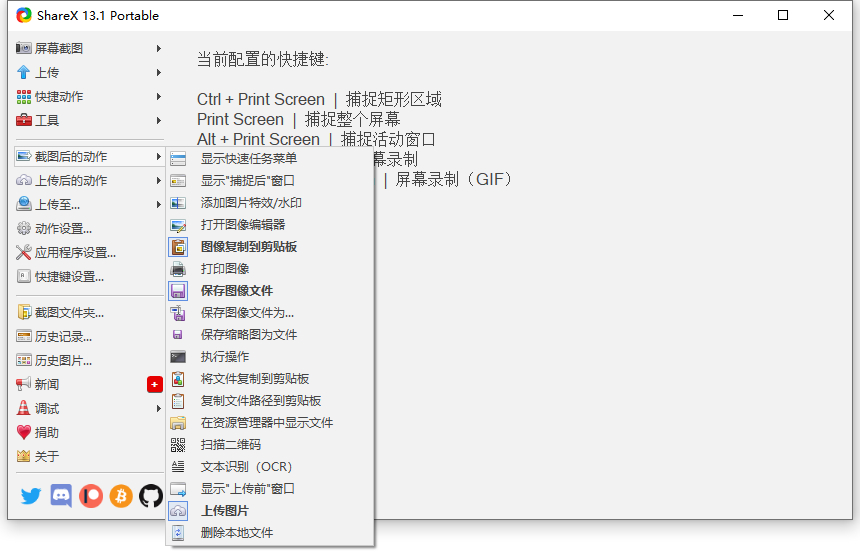 ShareX 13.1 Portable
屏幕截图
上传
快捷动作
工具
截图后的动作
上传后的动作
上传至...
动作设置...
应用程序设置...
快捷键设置...
截图文件夹...
历史记录...
历史图片...
新闻
+
调试
捐助
关于
当前配置的快捷键:
Ctrl + Print Screen | 捕捉矩形区域
Print Screen | 捕捉整个屏幕
Alt + Print Screen | 捕捉活动窗口
幕录制
| 屏幕录制（GIF）
显示快速任务菜单
显示"捕捉后"窗口
添加图片特效/水印
打开图像编辑器
图像复制到剪贴板
打印图像
保存图像文件
保存图像文件为...
保存缩略图为文件
执行操作
将文件复制到剪贴板
复制文件路径到剪贴板
在资源管理器中显示文件
扫描二维码
文本识别（OCR）
显示"上传前"窗口
上传图片
删除本地文件